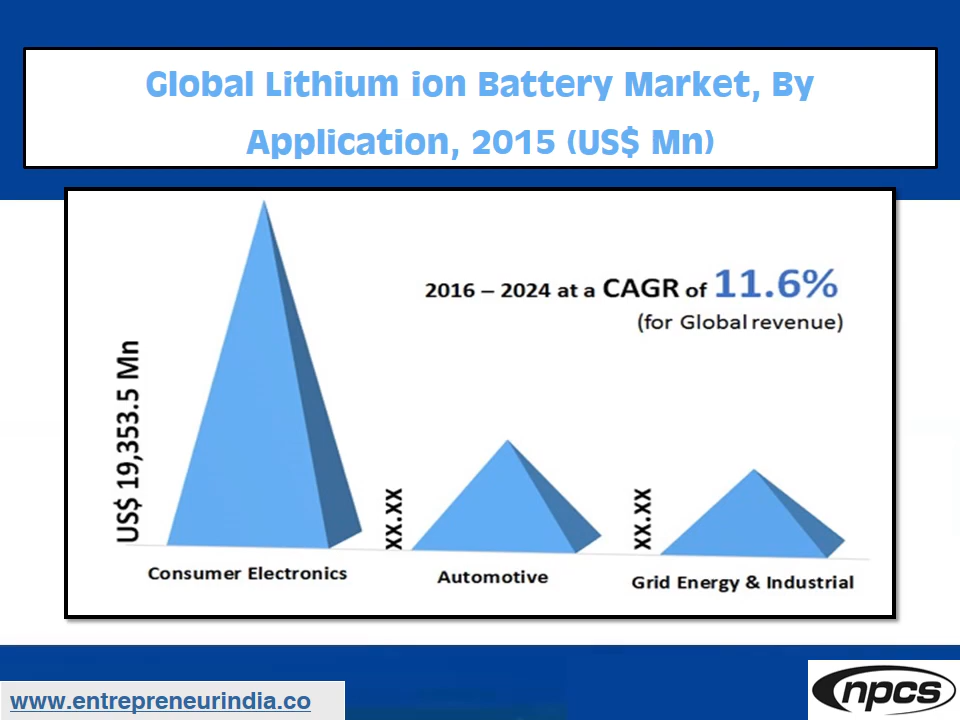 Global Lithium ion Battery Market, By
Application, 2015 (US$ Mn)
2016 – 2024 at a CAGR of 11.6%
(for Global revenue)
US$ 19,353.5 Mn
XX.XX
XX.XX
Consumer Electronics
Automotive
Grid Energy & Industrial
www.entrepreneurindia.co
npcs